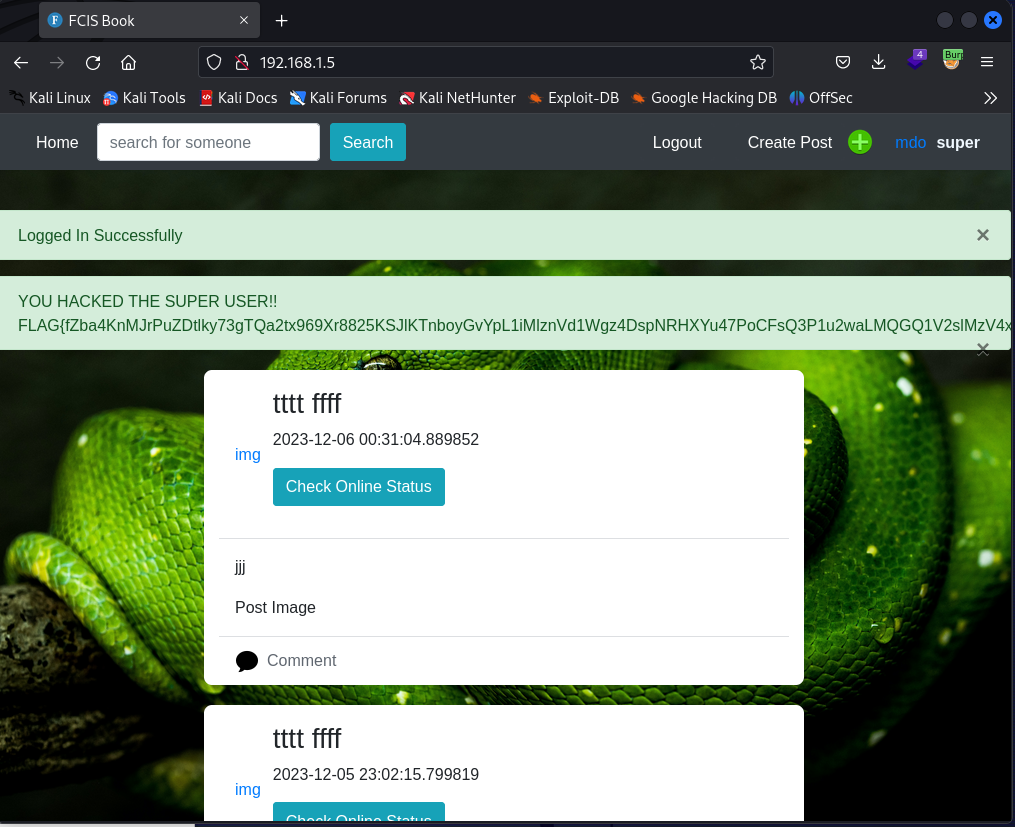 FCIS Book
192.168.1.5
4
Burp
Kali Linux Kali Tools Kali Docs Kali Forums Kali NetHunter Exploit-DB Google Hacking DB OffSec
Home search for someone Search Logout Create Post mdo super
Logged In Successfully
YOU HACKED THE SUPER USER!!
jjj
tttt ffff
2023-12-06 00:31:04.889852
img
Check Online Status
Post Image
Comment
tttt ffff
2023-12-05 23:02:15.799819
img
Check Online Status